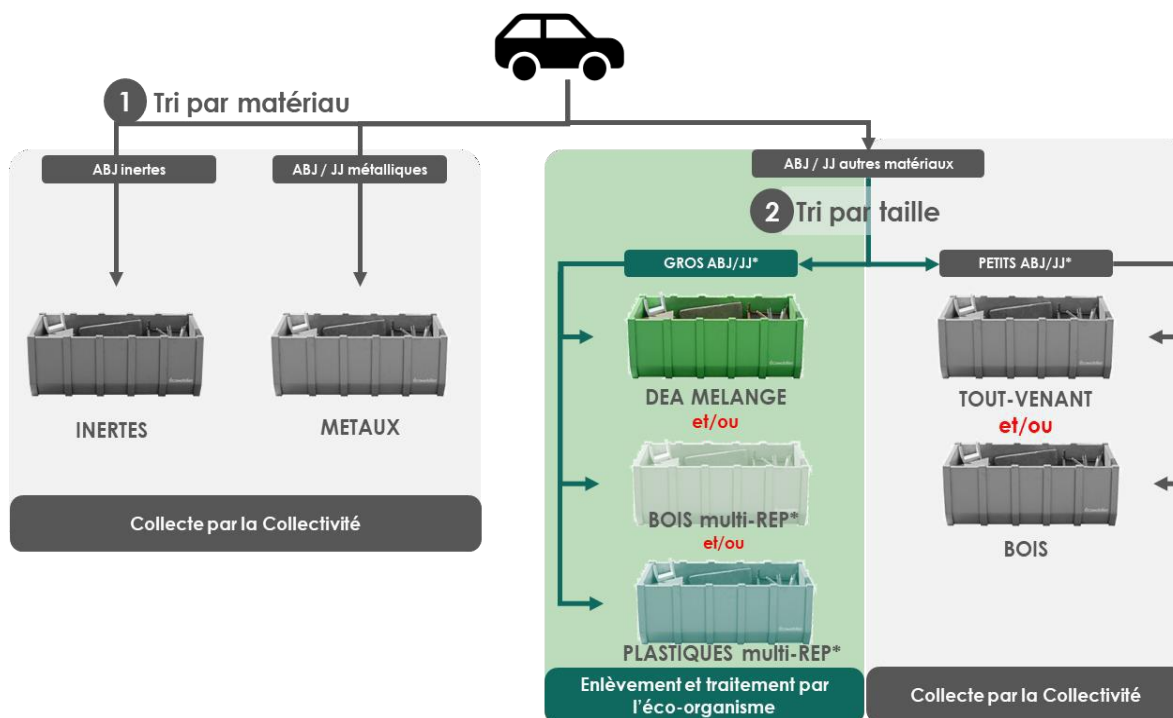 1 Tri par matériau
ABJ inertes
ABJ / JJ métalliques
INERTES
METAUX
Collecte par la Collectivité
ABJ / JJ autres matériaux
2 Tri par taille
GROS ABJ/JJ*
PETITS ABJ/JJ*
DEA MELANGE
et/ou
BOIS multi-REP*
et/ou
PLASTIQUES multi-REP*
Enlèvement et traitement par
l'éco-organisme
TOUT-VENANT
et/ou
BOIS
Collecte par la Collectivité